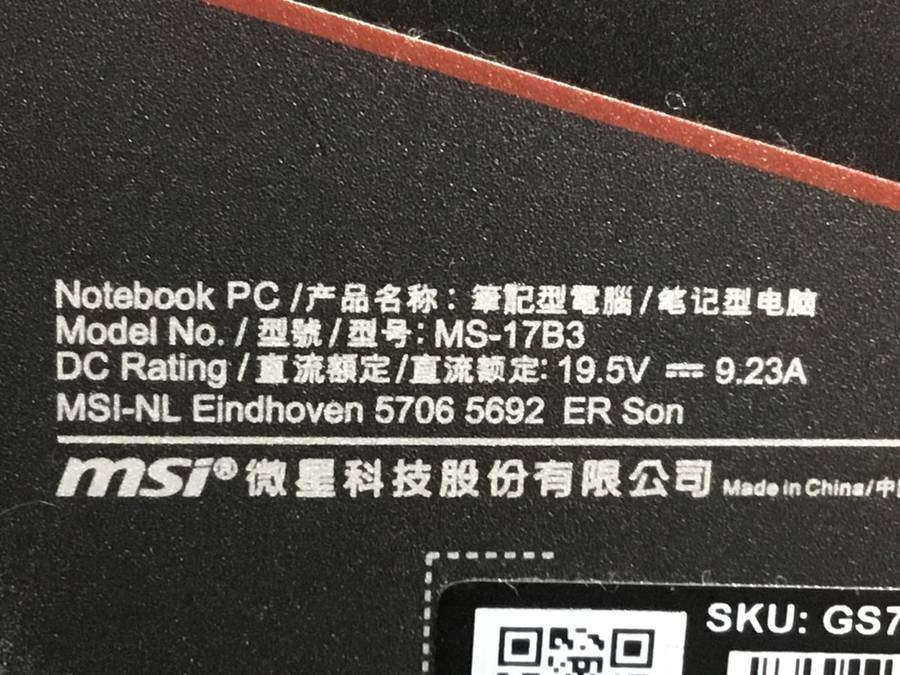 Notebook PC /产品名称: 筆記型電腦 / 笔记型电脑
Model No. / 型號 / 型号: MS-17B3
DC Rating / 直流額定 / 直流额定: 19.5V ⎓ 9.23A
MSI-NL Eindhoven 5706 5692 ER Son
msi® 微星科技股份有限公司 Made in China/中
SKU: GS7